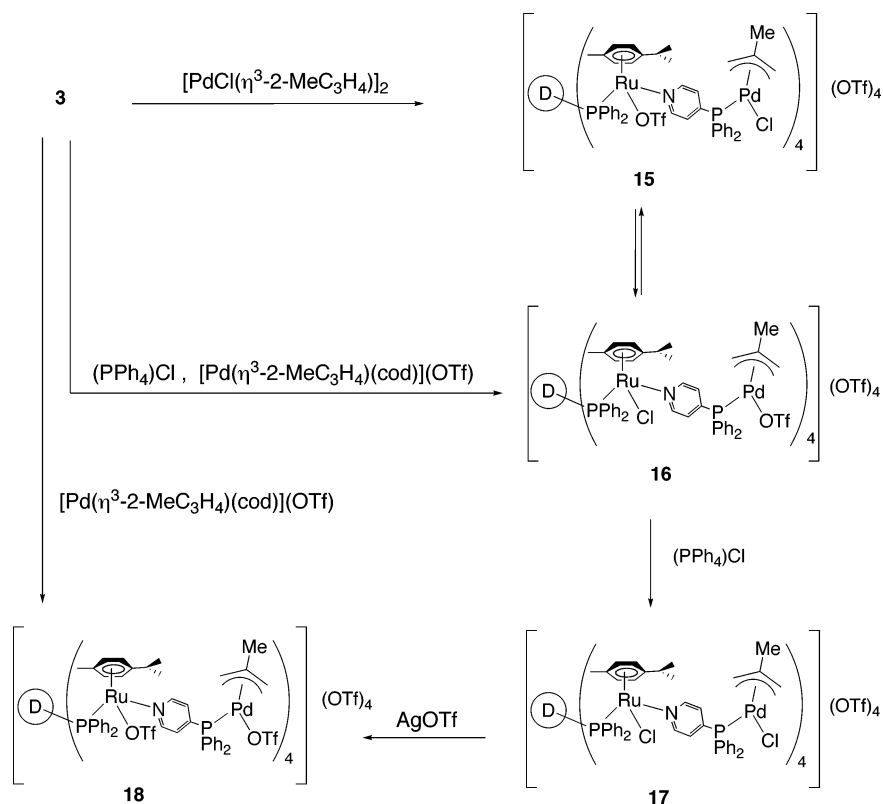 3
[PdCl(η³-2-MeC₃H₄)]₂
Me
Ru
N
D
PPh₂
OTf
P
Ph₂
Pd
Cl
4
(OTf)₄
15
(PPh₄)Cl , [Pd(η³-2-MeC₃H₄)(cod)](OTf)
Me
Ru
N
D
PPh₂
Cl
P
Ph₂
Pd
OTf
4
(OTf)₄
16
[Pd(η³-2-MeC₃H₄)(cod)](OTf)
(PPh₄)Cl
Me
Ru
N
D
PPh₂
OTf
P
Ph₂
Pd
OTf
4
(OTf)₄
18
AgOTf
Me
Ru
N
D
PPh₂
Cl
P
Ph₂
Pd
Cl
4
(OTf)₄
17